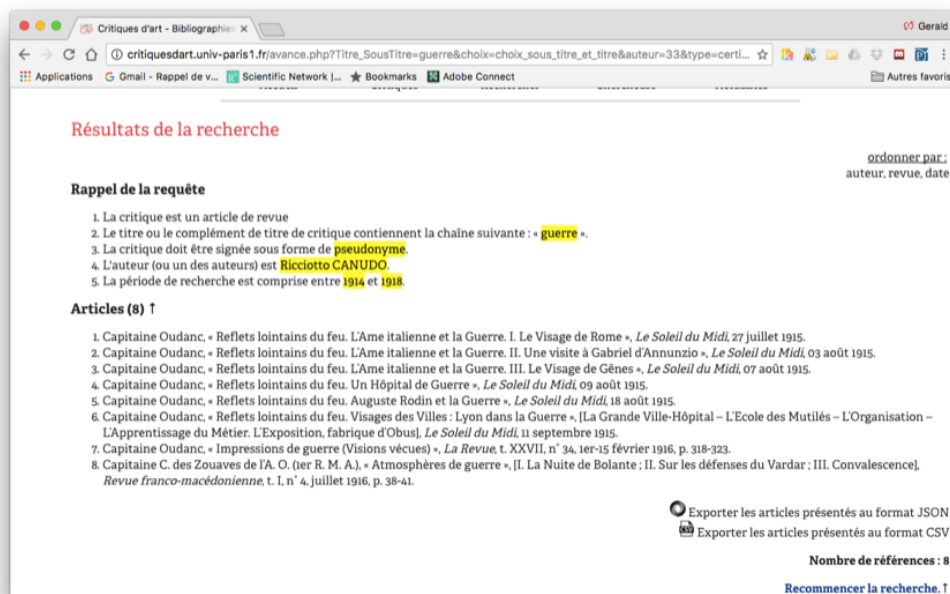 Critiques d'art - Bibliographies
Gerald
critiquesdart.univ-paris1.fr/avance.php?Titre_SousTitre=guerre&choix=choix_sous_titre_et_titre&auteur=33&type=certi...
Applications Gmail - Rappel de v... Scientific Network |... Bookmarks Adobe Connect Autres favoris
Résultats de la recherche
ordonner par :
auteur, revue, date
Rappel de la requête
1. La critique est un article de revue
2. Le titre ou le complément de titre de critique contiennent la chaîne suivante : « guerre ».
3. La critique doit être signée sous forme de pseudonyme.
4. L'auteur (ou un des auteurs) est Ricciotto CANUDO.
5. La période de recherche est comprise entre 1914 et 1918.
Articles (8) ↑
1. Capitaine Oudanc, « Reflets lointains du feu. L'Ame italienne et la Guerre. I. Le Visage de Rome », Le Soleil du Midi, 27 juillet 1915.
2. Capitaine Oudanc, « Reflets lointains du feu. L'Ame italienne et la Guerre. II. Une visite à Gabriel d'Annunzio », Le Soleil du Midi, 03 août 1915.
3. Capitaine Oudanc, « Reflets lointains du feu. L'Ame italienne et la Guerre. III. Le Visage de Gênes », Le Soleil du Midi, 07 août 1915.
4. Capitaine Oudanc, « Reflets lointains du feu. Un Hôpital de Guerre », Le Soleil du Midi, 09 août 1915.
5. Capitaine Oudanc, « Reflets lointains du feu. Auguste Rodin et la Guerre », Le Soleil du Midi, 18 août 1915.
6. Capitaine Oudanc, « Reflets lointains du feu. Visages des Villes : Lyon dans la Guerre », [La Grande Ville-Hôpital – L'Ecole des Mutilés – L'Organisation –
L'Apprentissage du Métier. L'Exposition, fabrique d'Obus], Le Soleil du Midi, 11 septembre 1915.
7. Capitaine Oudanc, « Impressions de guerre (Visions vécues) », La Revue, t. XXVII, n° 34, 1er-15 février 1916, p. 318-323.
8. Capitaine C. des Zouaves de l'A. O. (1er R. M. A.), « Atmosphères de guerre », [I. La Nuite de Bolante ; II. Sur les défenses du Vardar ; III. Convalescence],
Revue franco-macédonienne, t. I, n° 4, juillet 1916, p. 38-41.
Exporter les articles présentés au format JSON
CSV Exporter les articles présentés au format CSV
Nombre de références : 8
Recommencer la recherche. ↑